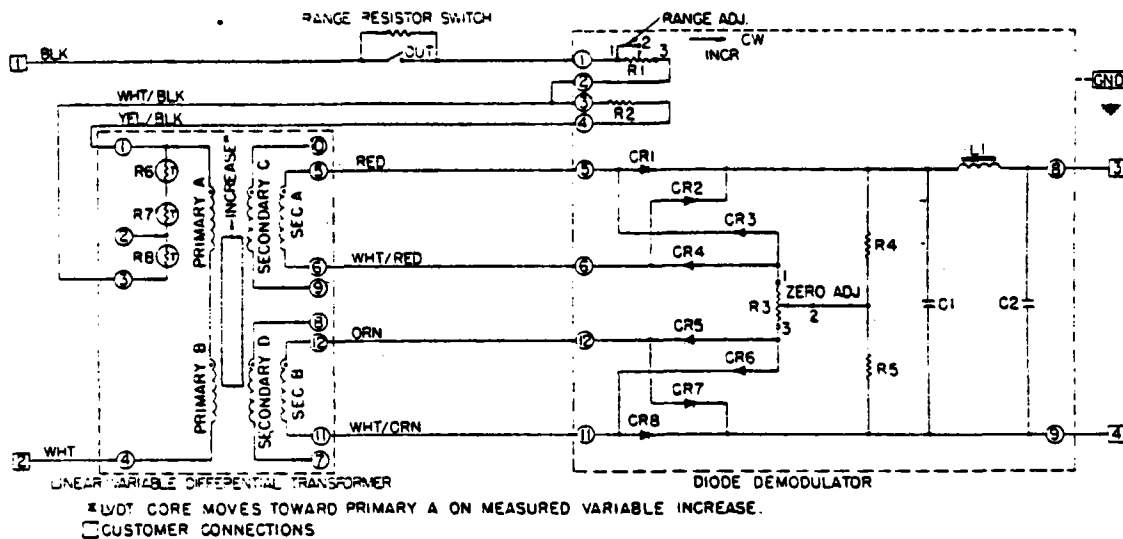 RANGE RESISTOR SWITCH
RANGE ADJ.
1 BLK
OUT
1
1 2 3
R1
CW
INCR
2
WHT/BLK
3
R2
GND
YEL/BLK
4
1
R6 T
R7 T
2
R8 T
3
PRIMARY A
INCREASE*
SECONDARY C
SEC A
5
RED
5
CR1
L1
8
3
CR2
CR3
6
WHT/RED
6
CR4
9
R4
1
R3
ZERO ADJ
2
3
C1
C2
8
12
ORN
12
CR5
CR6
R5
CR7
PRIMARY B
SECONDARY D
SEC B
11
WHT/ORN
11
CR8
9
4
2 WHT
4
7
LINEAR VARIABLE DIFFERENTIAL TRANSFORMER
DIODE DEMODULATOR
*LVDT CORE MOVES TOWARD PRIMARY A ON MEASURED VARIABLE INCREASE.
CUSTOMER CONNECTIONS